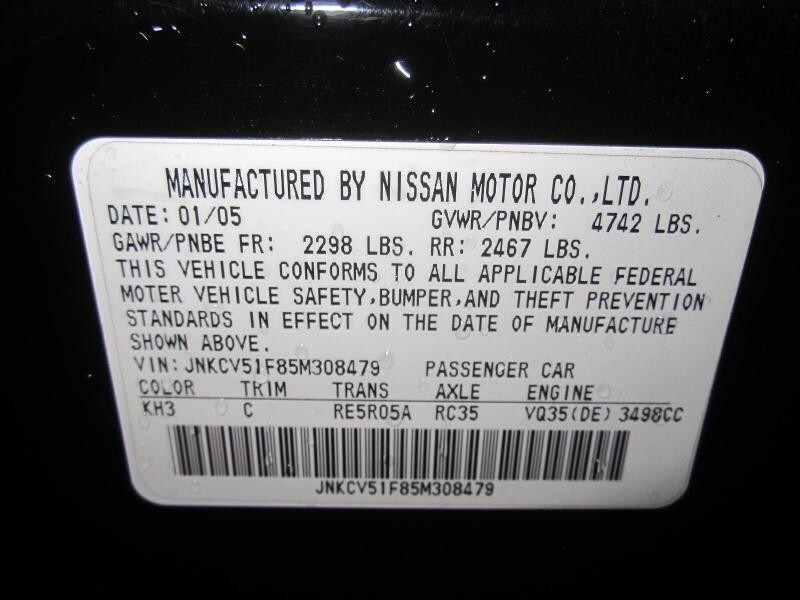 MANUFACTURED BY NISSAN MOTOR CO.,LTD.
DATE: 01/05 GVWR/PNBV: 4742 LBS.
GAWR/PNBE FR: 2298 LBS. RR: 2467 LBS.
THIS VEHICLE CONFORMS TO ALL APPLICABLE FEDERAL
MOTER VEHICLE SAFETY,BUMPER,AND THEFT PREVENTION
STANDARDS IN EFFECT ON THE DATE OF MANUFACTURE
SHOWN ABOVE.
VIN: JNKCV51F85M308479 PASSENGER CAR
COLOR TRIM TRANS AXLE ENGINE
KH3 C RE5R05A RC35 VQ35(DE) 3498CC
JNKCV51F85M308479